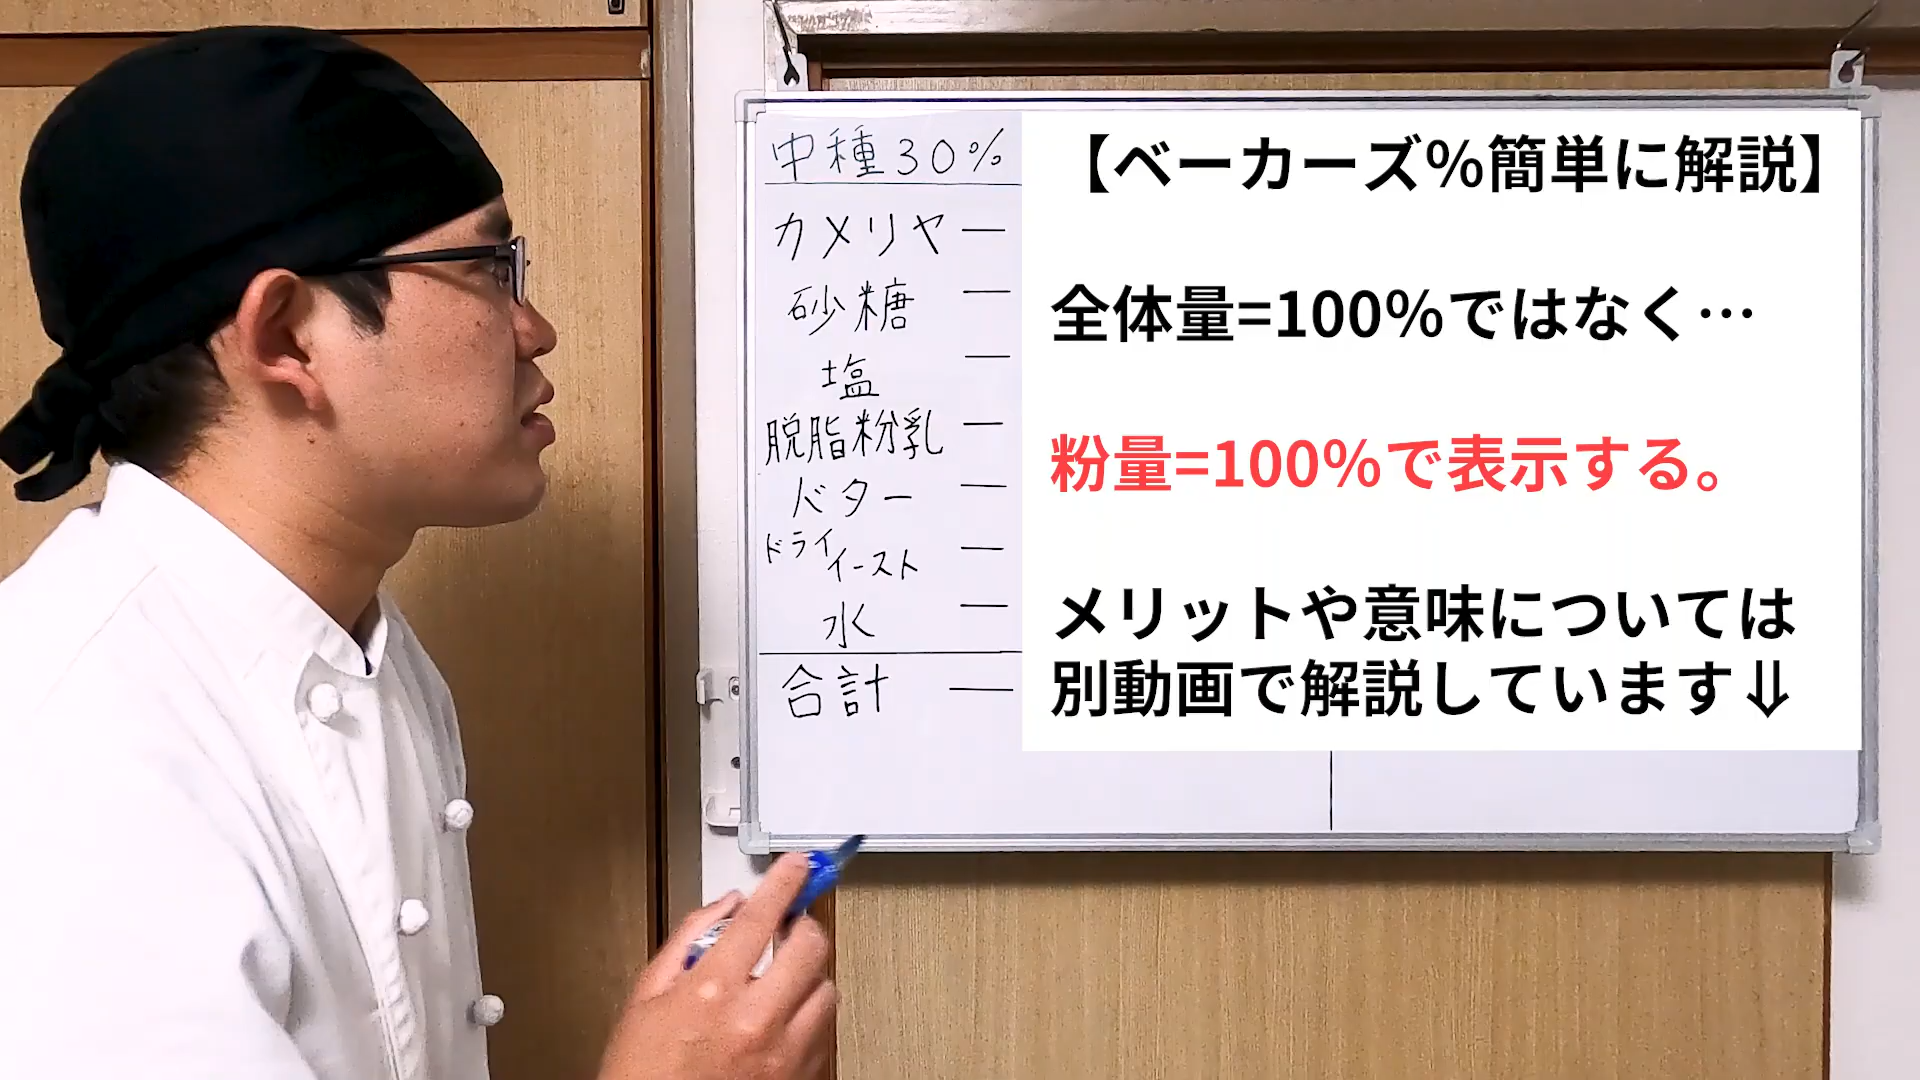 中種30%
カメリヤ —
砂糖 —
塩 —
脱脂粉乳 —
バター —
ドライイースト —
水 —
合計 —
【ベーカーズ%簡単に解説】
全体量=100%ではなく…
粉量=100%で表示する。
メリットや意味については
別動画で解説しています⇓